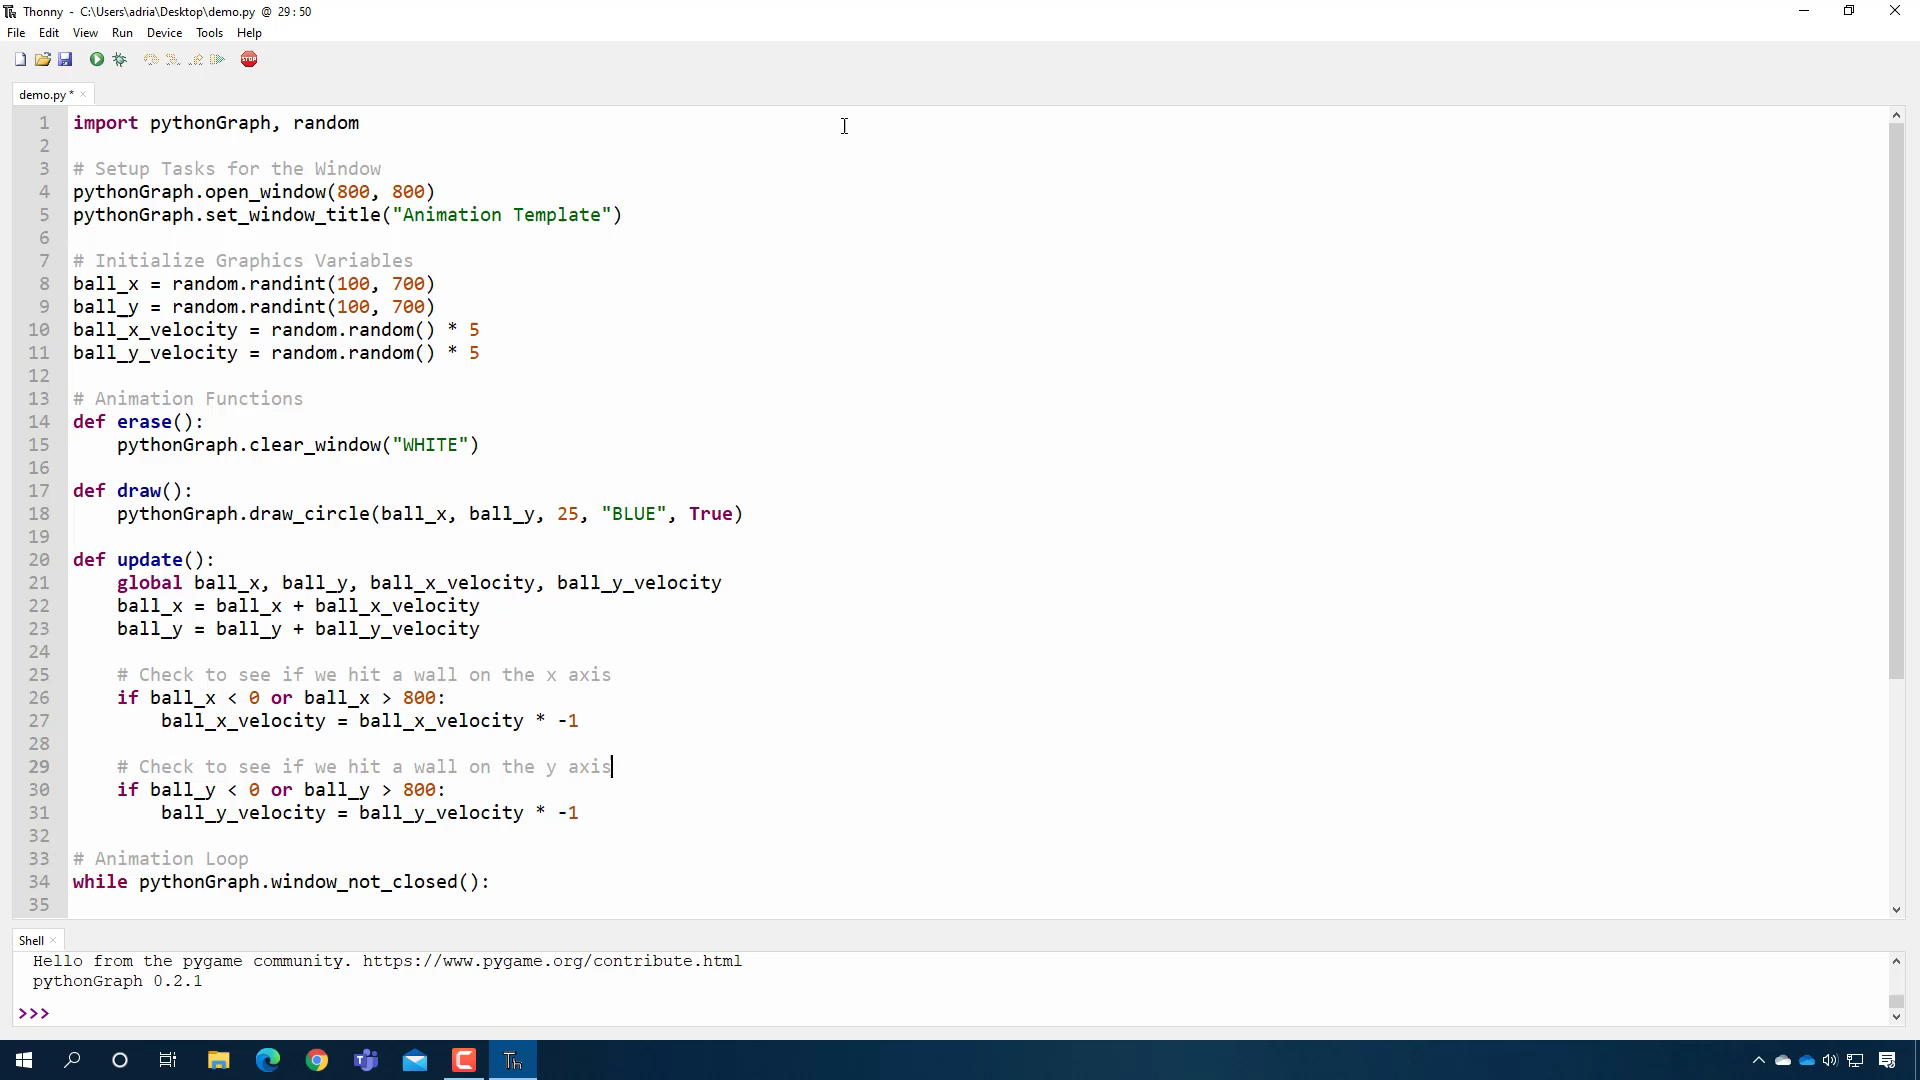 Thonny - C:\Users\adria\Desktop\demo.py @ 29 : 50
File Edit View Run Device Tools Help
STOP
demo.py * ×
1 import pythonGraph, random
2
3 # Setup Tasks for the Window
4 pythonGraph.open_window(800, 800)
5 pythonGraph.set_window_title("Animation Template")
6
7 # Initialize Graphics Variables
8 ball_x = random.randint(100, 700)
9 ball_y = random.randint(100, 700)
10 ball_x_velocity = random.random() * 5
11 ball_y_velocity = random.random() * 5
12
13 # Animation Functions
14 def erase():
15     pythonGraph.clear_window("WHITE")
16
17 def draw():
18     pythonGraph.draw_circle(ball_x, ball_y, 25, "BLUE", True)
19
20 def update():
21     global ball_x, ball_y, ball_x_velocity, ball_y_velocity
22     ball_x = ball_x + ball_x_velocity
23     ball_y = ball_y + ball_y_velocity
24
25     # Check to see if we hit a wall on the x axis
26     if ball_x < 0 or ball_x > 800:
27         ball_x_velocity = ball_x_velocity * -1
28
29     # Check to see if we hit a wall on the y axis
30     if ball_y < 0 or ball_y > 800:
31         ball_y_velocity = ball_y_velocity * -1
32
33 # Animation Loop
34 while pythonGraph.window_not_closed():
35
Shell ×
Hello from the pygame community. https://www.pygame.org/contribute.html
pythonGraph 0.2.1
>>>
Th